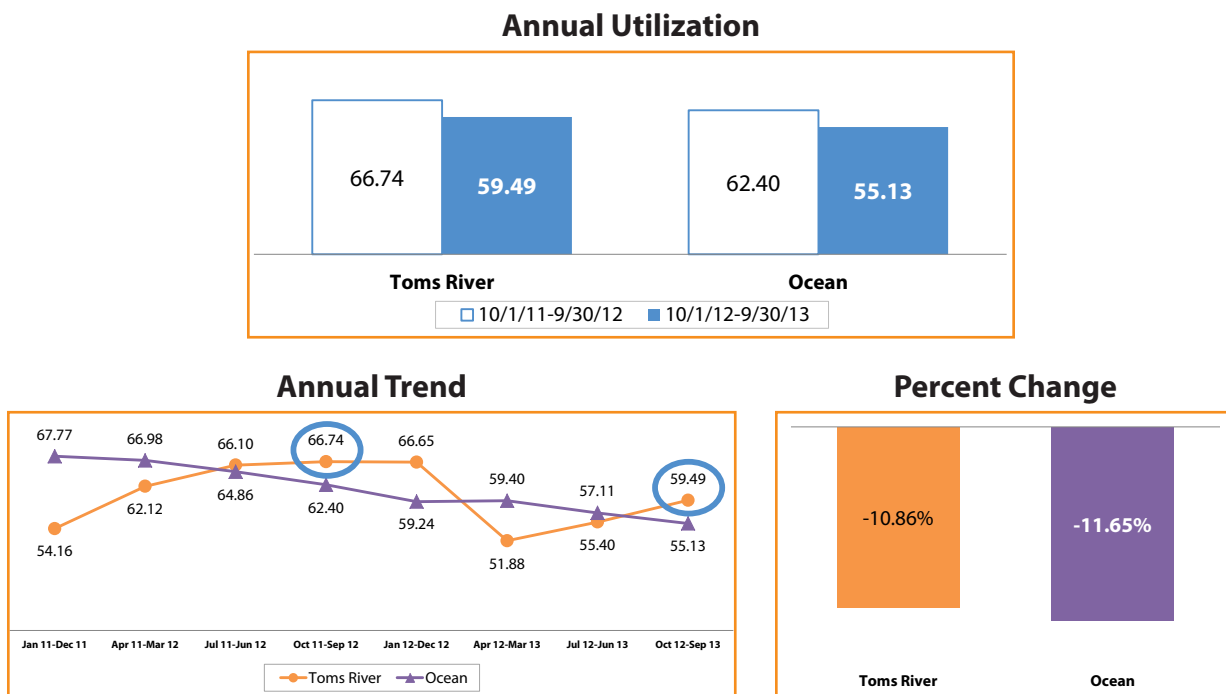 Annual Utilization
66.74 59.49 62.40 55.13
Toms River Ocean
10/1/11-9/30/12 10/1/12-9/30/13
Annual Trend
67.77 66.98 66.10 66.74 66.65 59.40 57.11 59.49
54.16 62.12 64.86 62.40 59.24 51.88 55.40 55.13
Jan 11-Dec 11 Apr 11-Mar 12 Jul 11-Jun 12 Oct 11-Sep 12 Jan 12-Dec 12 Apr 12-Mar 13 Jul 12-Jun 13 Oct 12-Sep 13
Toms River Ocean
Percent Change
-10.86% -11.65%
Toms River Ocean